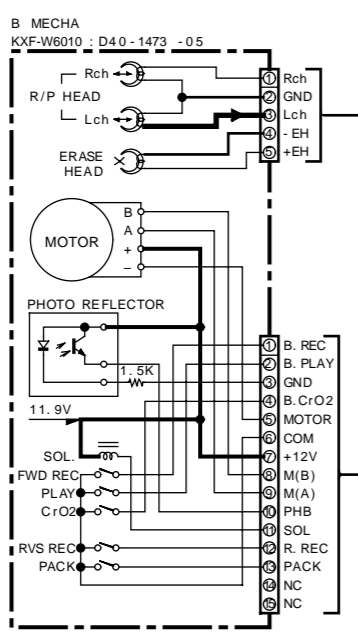 B MECHA
KXF-W6010 : D40-1473 -05
Rch
R/P HEAD
Lch
ERASE
HEAD
1 Rch
2 GND
3 Lch
4 - EH
5 +EH
MOTOR
B
A
+
–
PHOTO REFLECTOR
1.5K
11.9V
SOL.
FWD REC
PLAY
CrO2
RVS REC
PACK
1 B. REC
2 B. PLAY
3 GND
4 B.CrO2
5 MOTOR
6 COM
7 +12V
8 M(B)
9 M(A)
10 PHB
11 SOL
12 R. REC
13 PACK
14 NC
15 NC